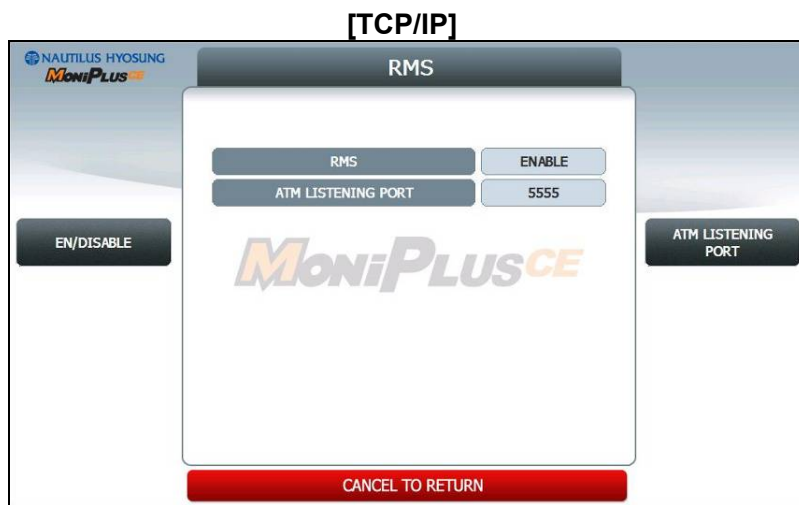 [TCP/IP]
NAUTILUS HYOSUNG
MoniPlusCE
RMS
RMS ENABLE
ATM LISTENING PORT 5555
EN/DISABLE
ATM LISTENING
PORT
MoniPlusCE
CANCEL TO RETURN